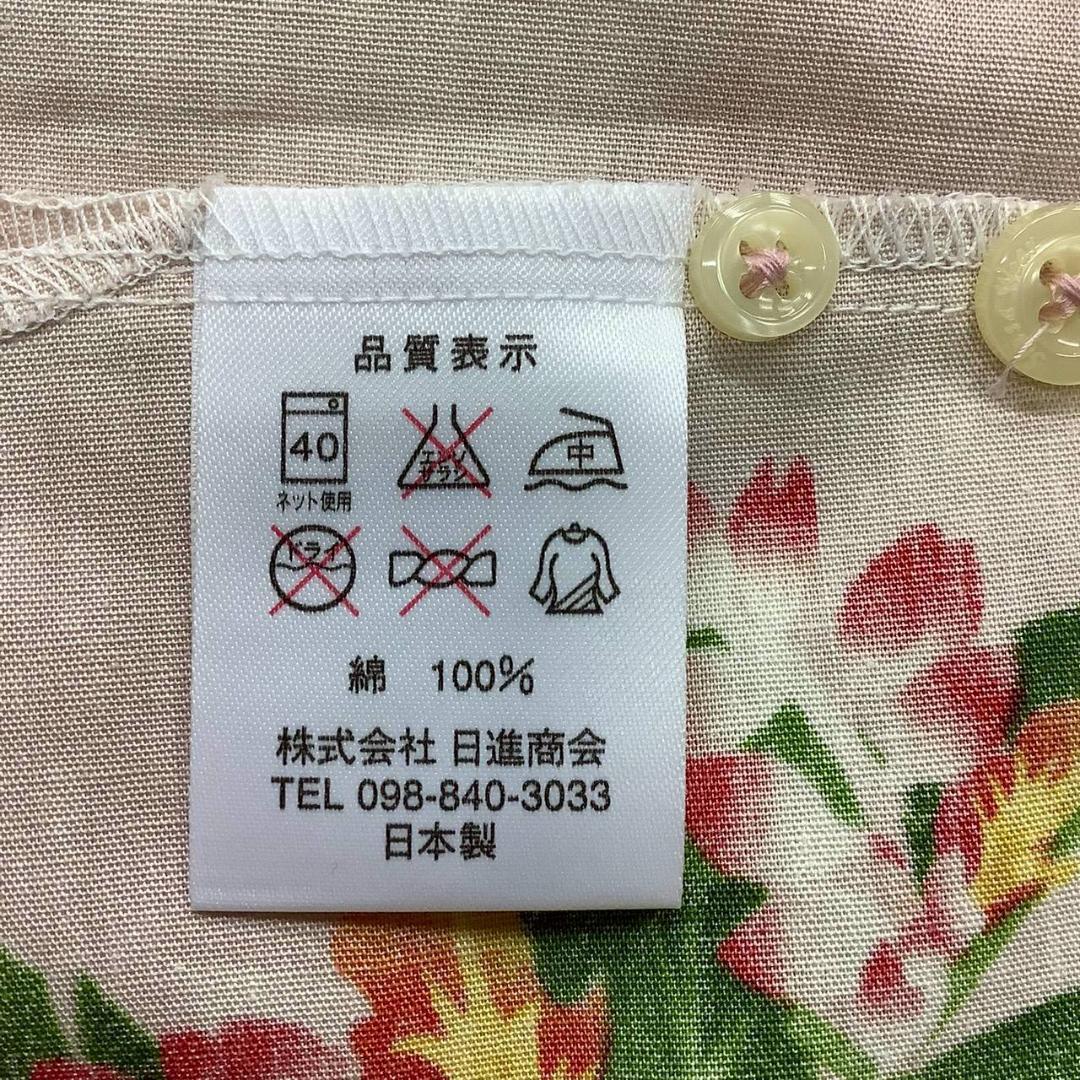 品質表示
40
エンソ
サラシ
中
ネット使用
ドライ
綿 100%
株式会社 日進商会
TEL 098-840-3033
日本製